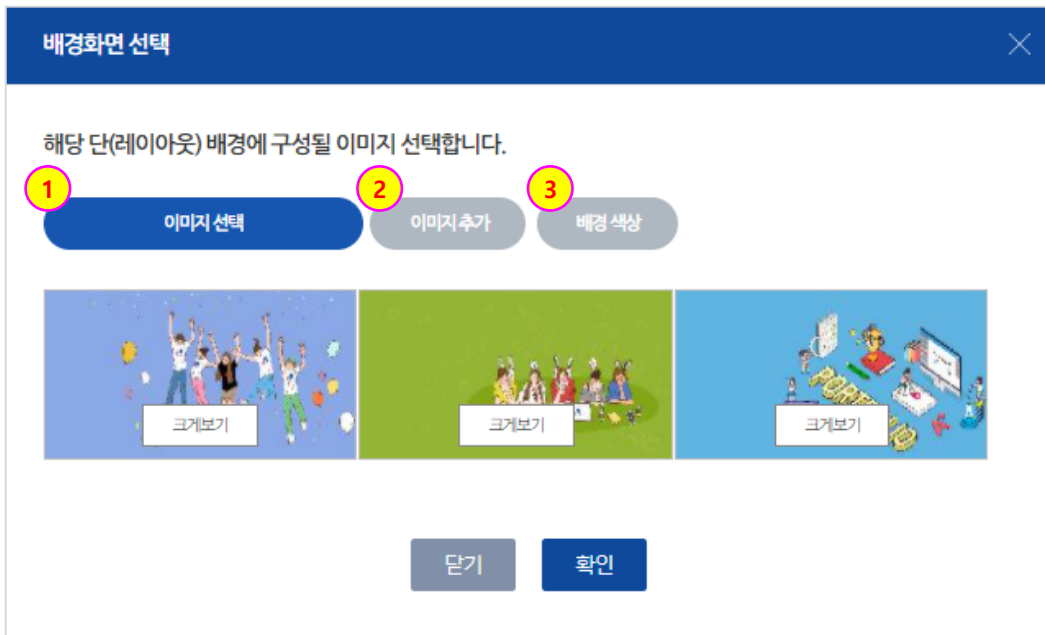 배경화면 선택
해당 단(레이아웃) 배경에 구성될 이미지 선택합니다.
1 2 3
이미지 선택 이미지 추가 배경 색상
크게보기 크게보기 크게보기
닫기 확인